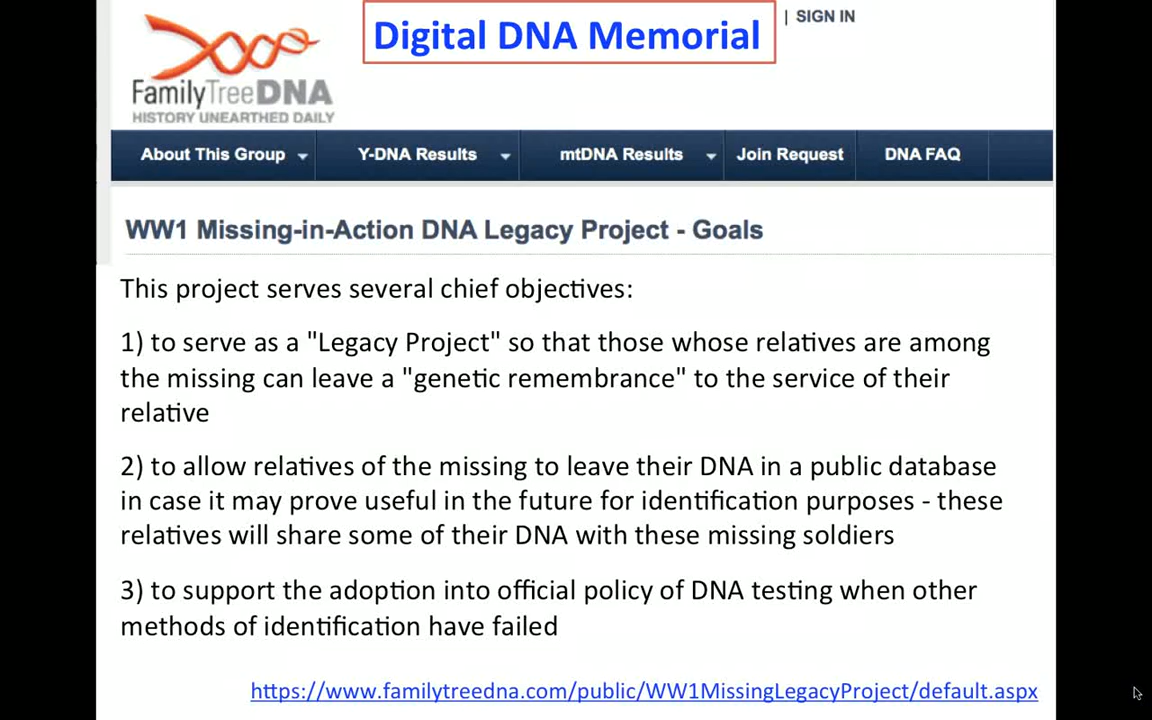 Digital DNA Memorial
| SIGN IN
FamilyTreeDNA
HISTORY UNEARTHED DAILY
About This Group Y-DNA Results mtDNA Results Join Request DNA FAQ
WW1 Missing-in-Action DNA Legacy Project - Goals
This project serves several chief objectives:
1) to serve as a "Legacy Project" so that those whose relatives are among
the missing can leave a "genetic remembrance" to the service of their
relative
2) to allow relatives of the missing to leave their DNA in a public database
in case it may prove useful in the future for identification purposes - these
relatives will share some of their DNA with these missing soldiers
3) to support the adoption into official policy of DNA testing when other
methods of identification have failed
https://www.familytreedna.com/public/WW1MissingLegacyProject/default.aspx